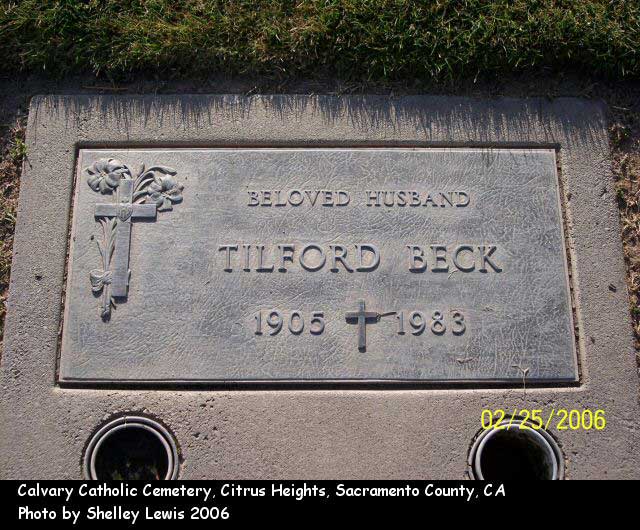 BELOVED HUSBAND
TILFORD BECK
1905 1983
02/25/2006
Calvary Catholic Cemetery, Citrus Heights, Sacramento County, CA
Photo by Shelley Lewis 2006